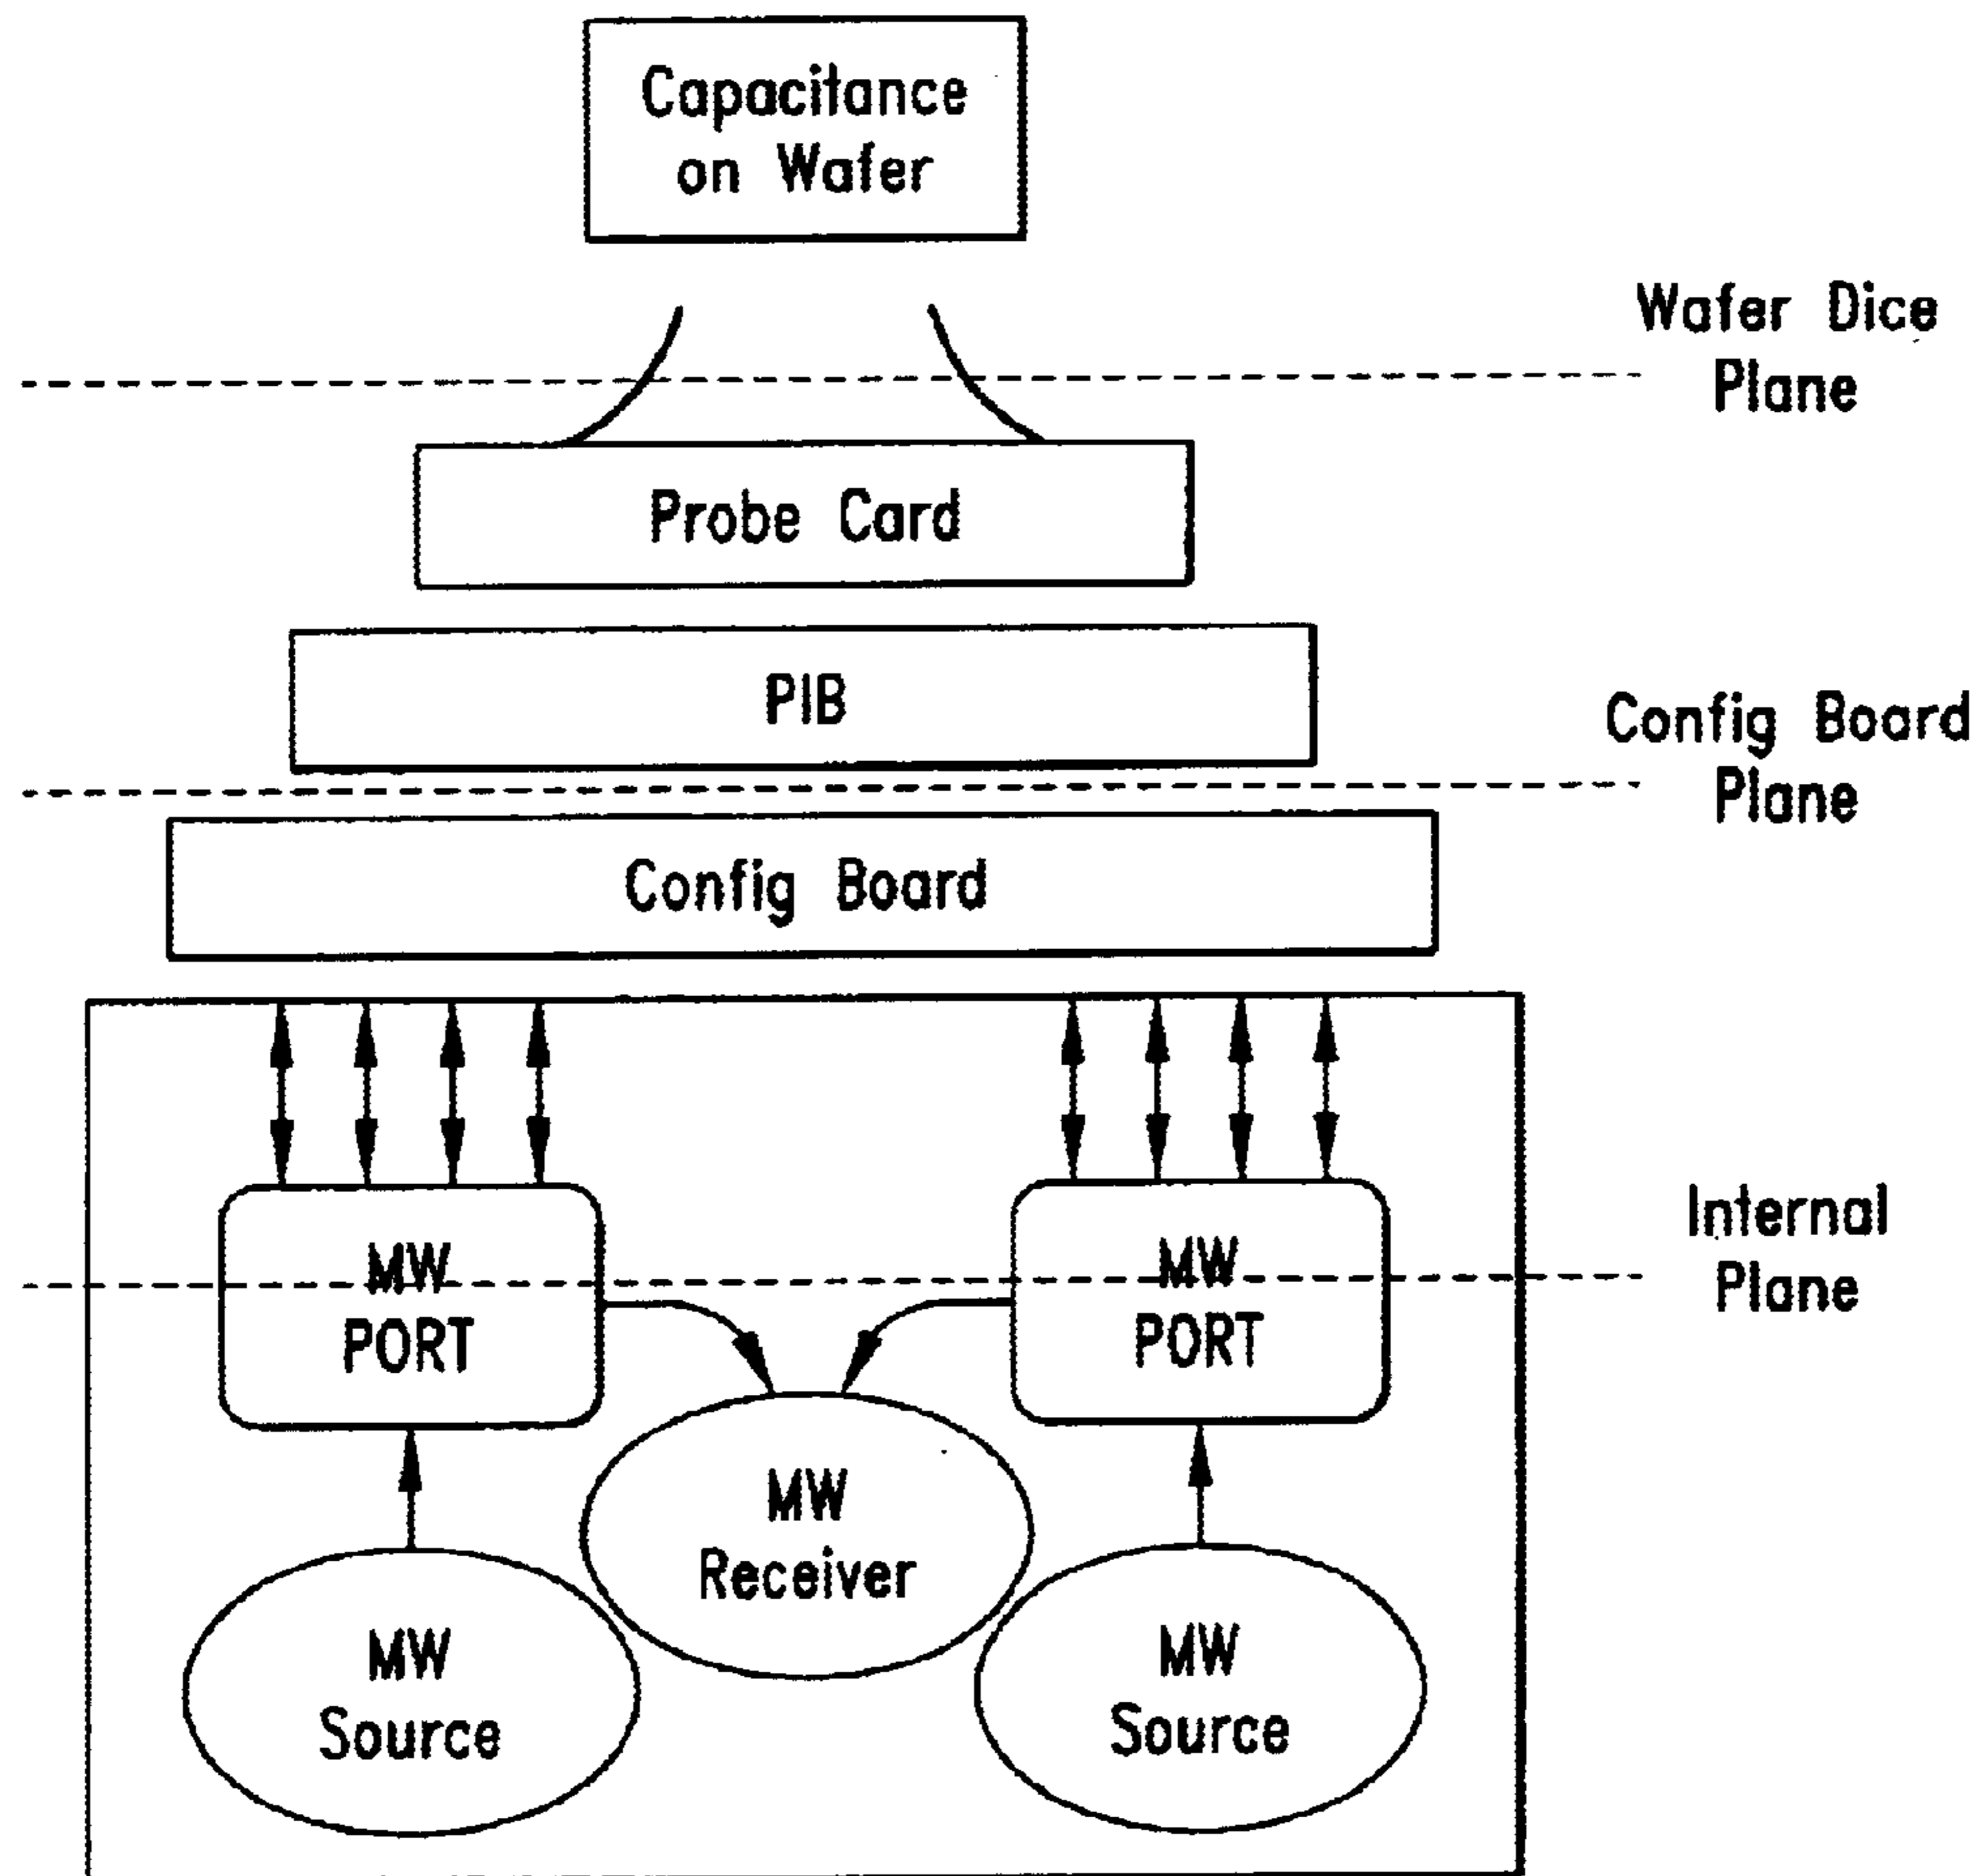 Capacitance
on Wafer
Wafer Dice
Plane
Probe Card
PIB
Config Board
Plane
Config Board
Internal
Plane
MW
PORT
MW
PORT
MW
Receiver
MW
Source
MW
Source